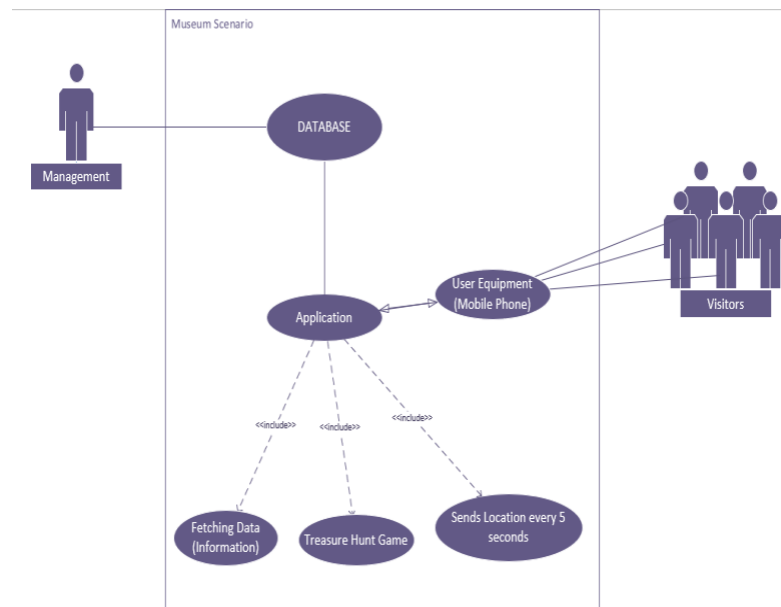 Museum Scenario
DATABASE
Management
User Equipment
(Mobile Phone)
Visitors
Application
<<include>>
<<include>>
<<include>>
Fetching Data
(Information)
Treasure Hunt Game
Sends Location every 5
seconds